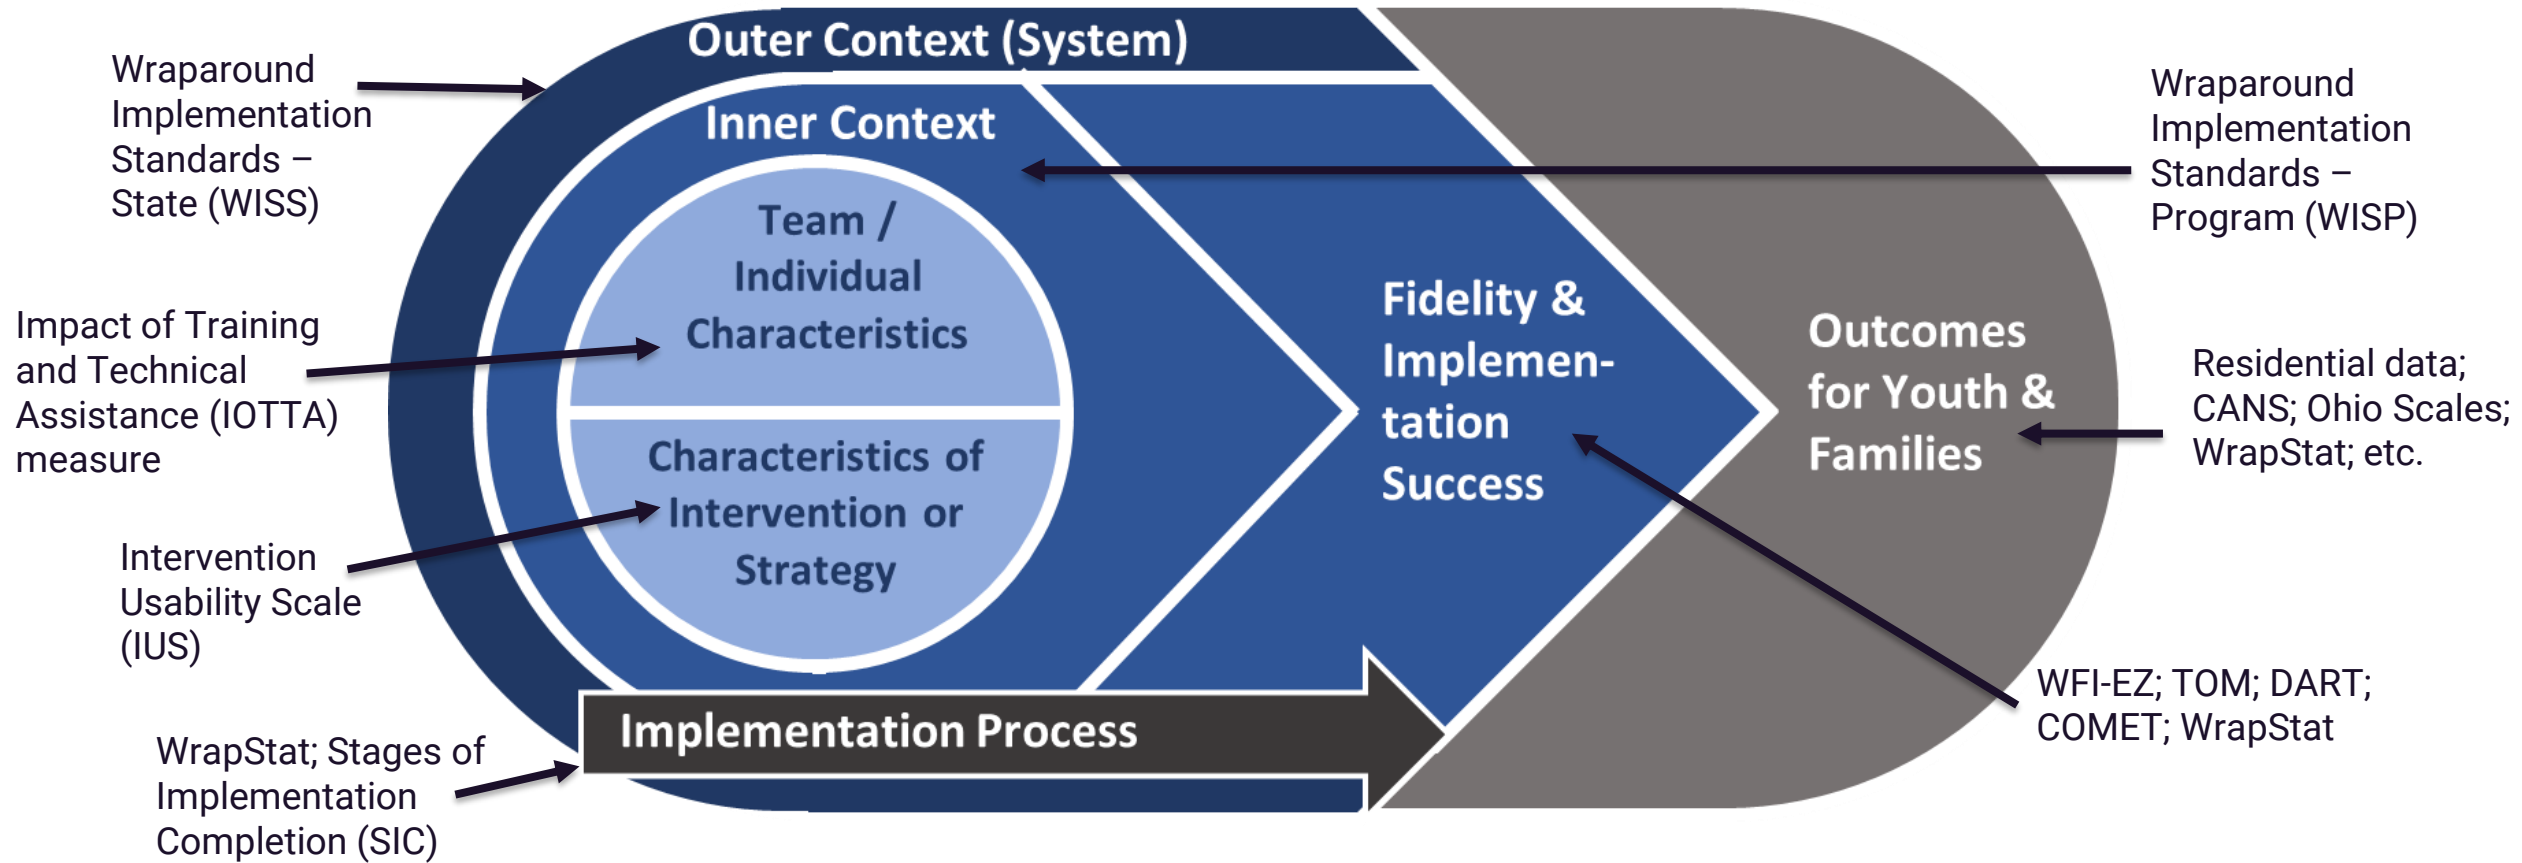 Outer Context (System)
Wraparound
Implementation
Standards –
State (WISS)
Inner Context
Wraparound
Implementation
Standards –
Program (WISP)
Team /
Individual
Characteristics
Impact of Training
and Technical
Assistance (IOTTA)
measure
Fidelity &
Implemen-
tation
Success
Outcomes
for Youth &
Families
Residential data;
CANS; Ohio Scales;
WrapStat; etc.
Characteristics of
Intervention or
Strategy
Intervention
Usability Scale
(IUS)
Implementation Process
WFI-EZ; TOM; DART;
COMET; WrapStat
WrapStat; Stages of
Implementation
Completion (SIC)